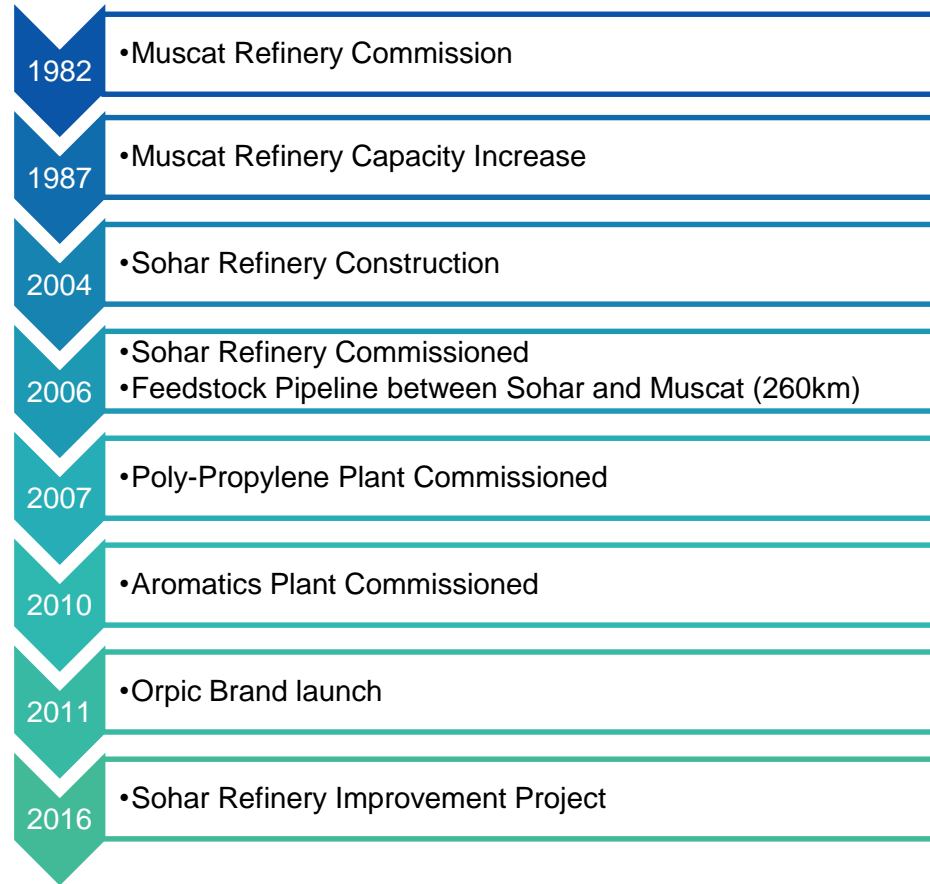 1982
•Muscat Refinery Commission
1987
•Muscat Refinery Capacity Increase
2004
•Sohar Refinery Construction
2006
•Sohar Refinery Commissioned
•Feedstock Pipeline between Sohar and Muscat (260km)
2007
•Poly-Propylene Plant Commissioned
2010
•Aromatics Plant Commissioned
2011
•Orpic Brand launch
2016
•Sohar Refinery Improvement Project